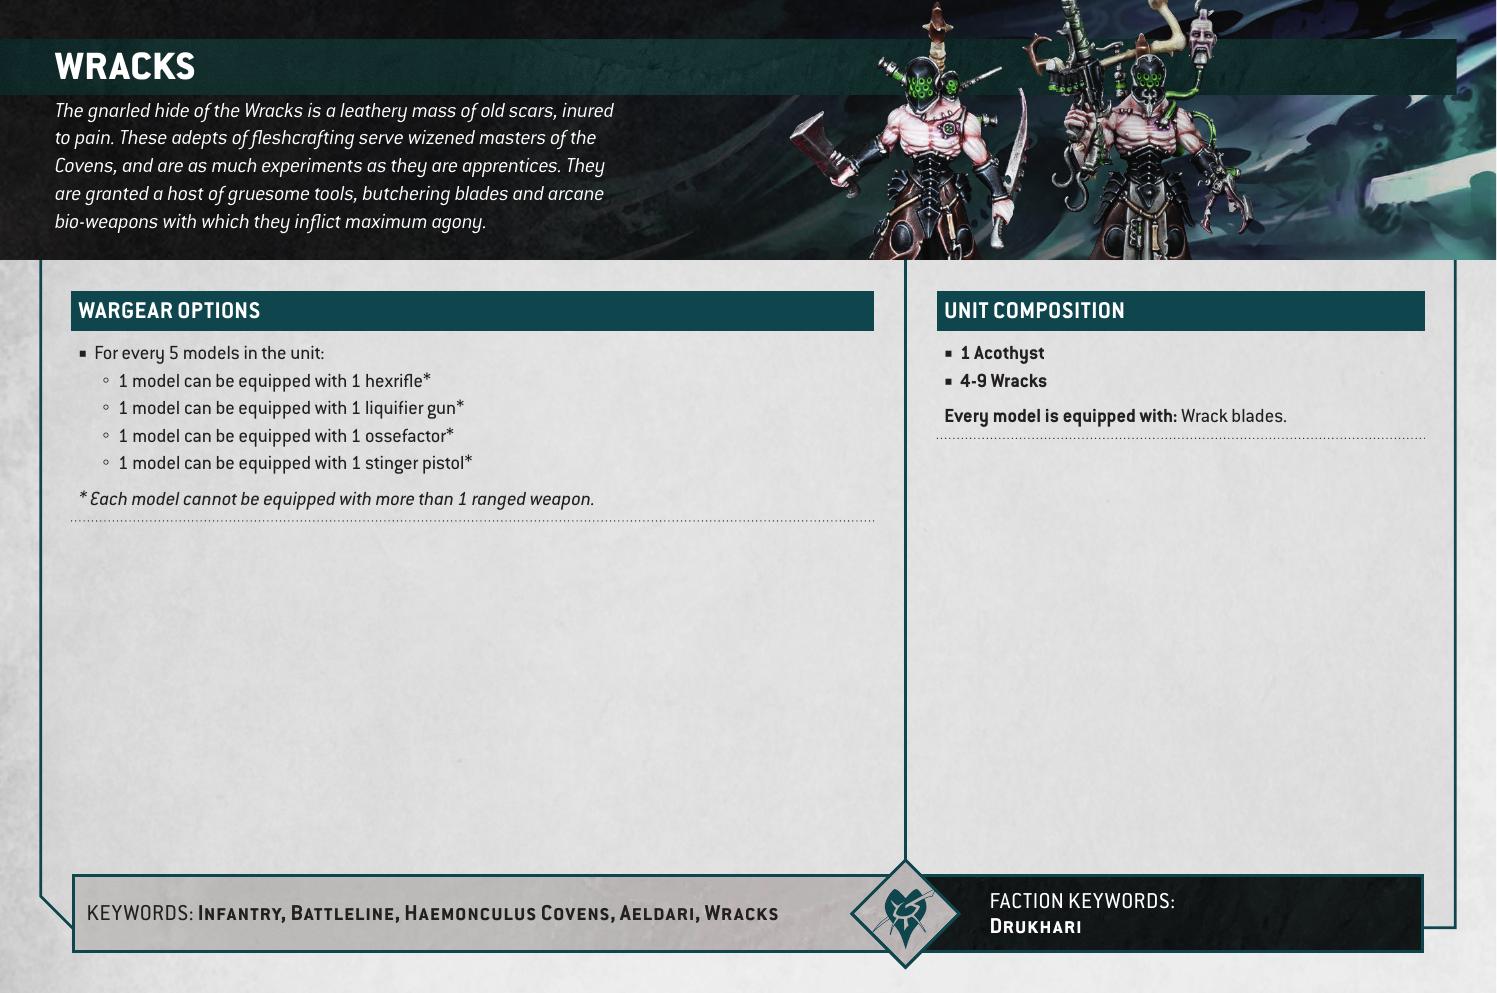 WRACKS
The gnarled hide of the Wracks is a leathery mass of old scars, inured
to pain. These adepts of fleshcrafting serve wizened masters of the
Covens, and are as much experiments as they are apprentices. They
are granted a host of gruesome tools, butchering blades and arcane
bio-weapons with which they inflict maximum agony.
WARGEAR OPTIONS
▪ For every 5 models in the unit:
◦ 1 model can be equipped with 1 hexrifle*
◦ 1 model can be equipped with 1 liquifier gun*
◦ 1 model can be equipped with 1 ossefactor*
◦ 1 model can be equipped with 1 stinger pistol*
* Each model cannot be equipped with more than 1 ranged weapon.
UNIT COMPOSITION
▪ 1 Acothyst
▪ 4-9 Wracks
Every model is equipped with: Wrack blades.
KEYWORDS: INFANTRY, BATTLELINE, HAEMONCULUS COVENS, AELDARI, WRACKS
FACTION KEYWORDS:
DRUKHARI